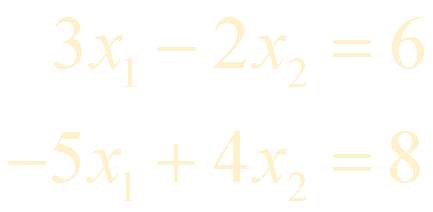 3x₁ − 2x₂ = 6
−5x₁ + 4x₂ = 8